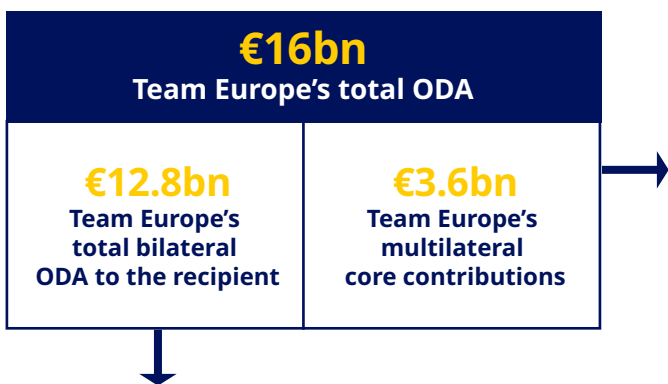 €16bn
Team Europe’s total ODA
€12.8bn
Team Europe’s
total bilateral
ODA to the recipient
€3.6bn
Team Europe’s
multilateral
core contributions